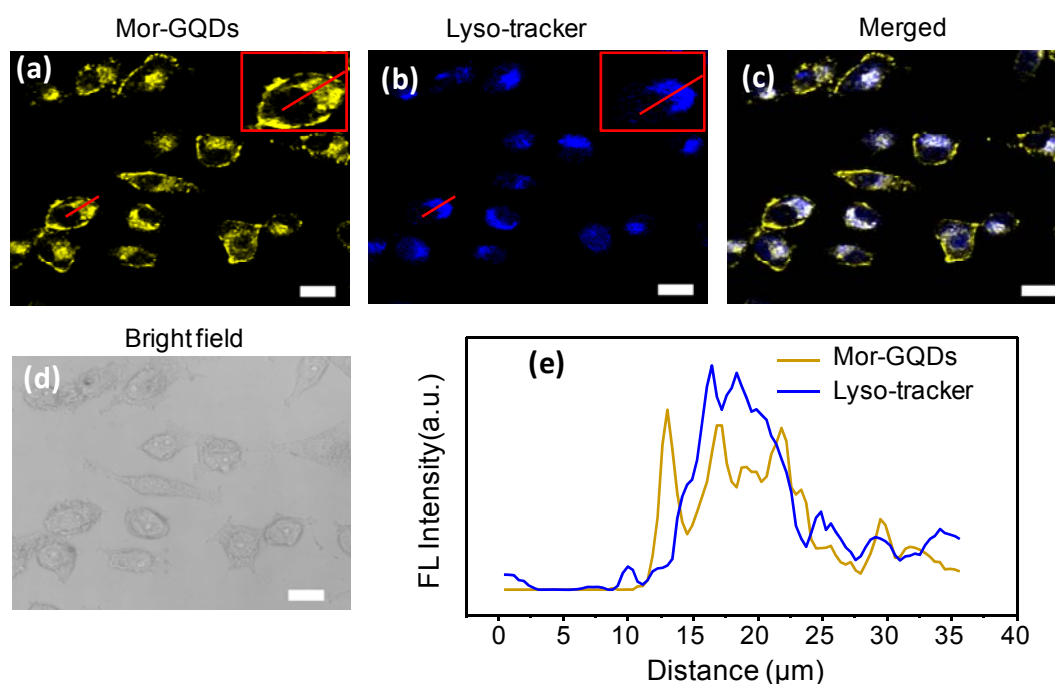 Mor-GQDs
Lyso-tracker
Merged
(a)
(b)
(c)
Bright field
(d)
(e)
Mor-GQDs
Lyso-tracker
FL Intensity(a.u.)
0 5 10 15 20 25 30 35 40
Distance (µm)